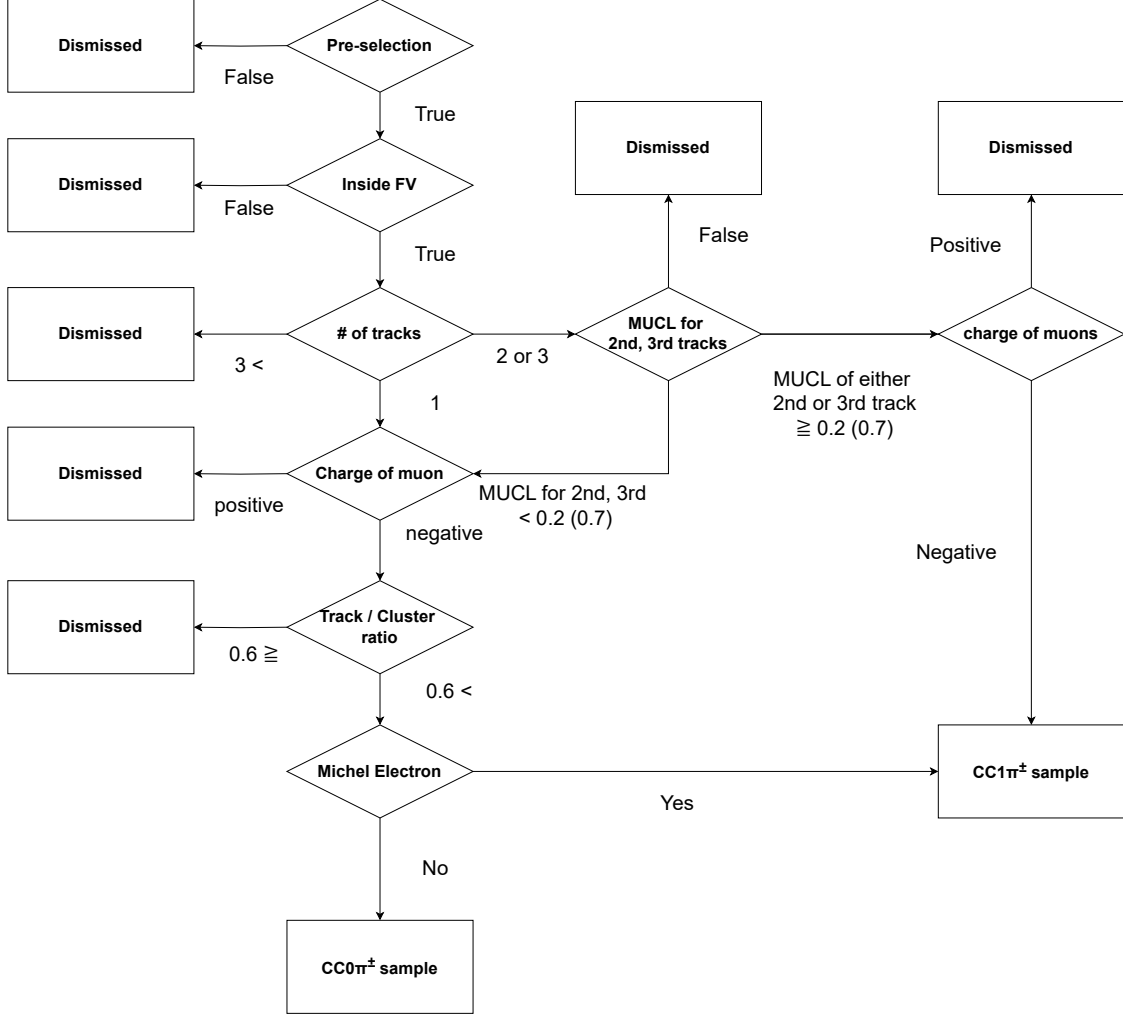 Dismissed
Pre-selection
False
True
Dismissed
Inside FV
False
True
Dismissed
Dismissed
False
Positive
Dismissed
# of tracks
MUCL for
2nd, 3rd tracks
charge of muons
3 <
2 or 3
1
MUCL of either
2nd or 3rd track
≧ 0.2 (0.7)
Dismissed
Charge of muon
positive
negative
MUCL for 2nd, 3rd
< 0.2 (0.7)
Negative
Dismissed
Track / Cluster
ratio
0.6 ≧
0.6 <
Michel Electron
Yes
CC1π± sample
No
CC0π± sample